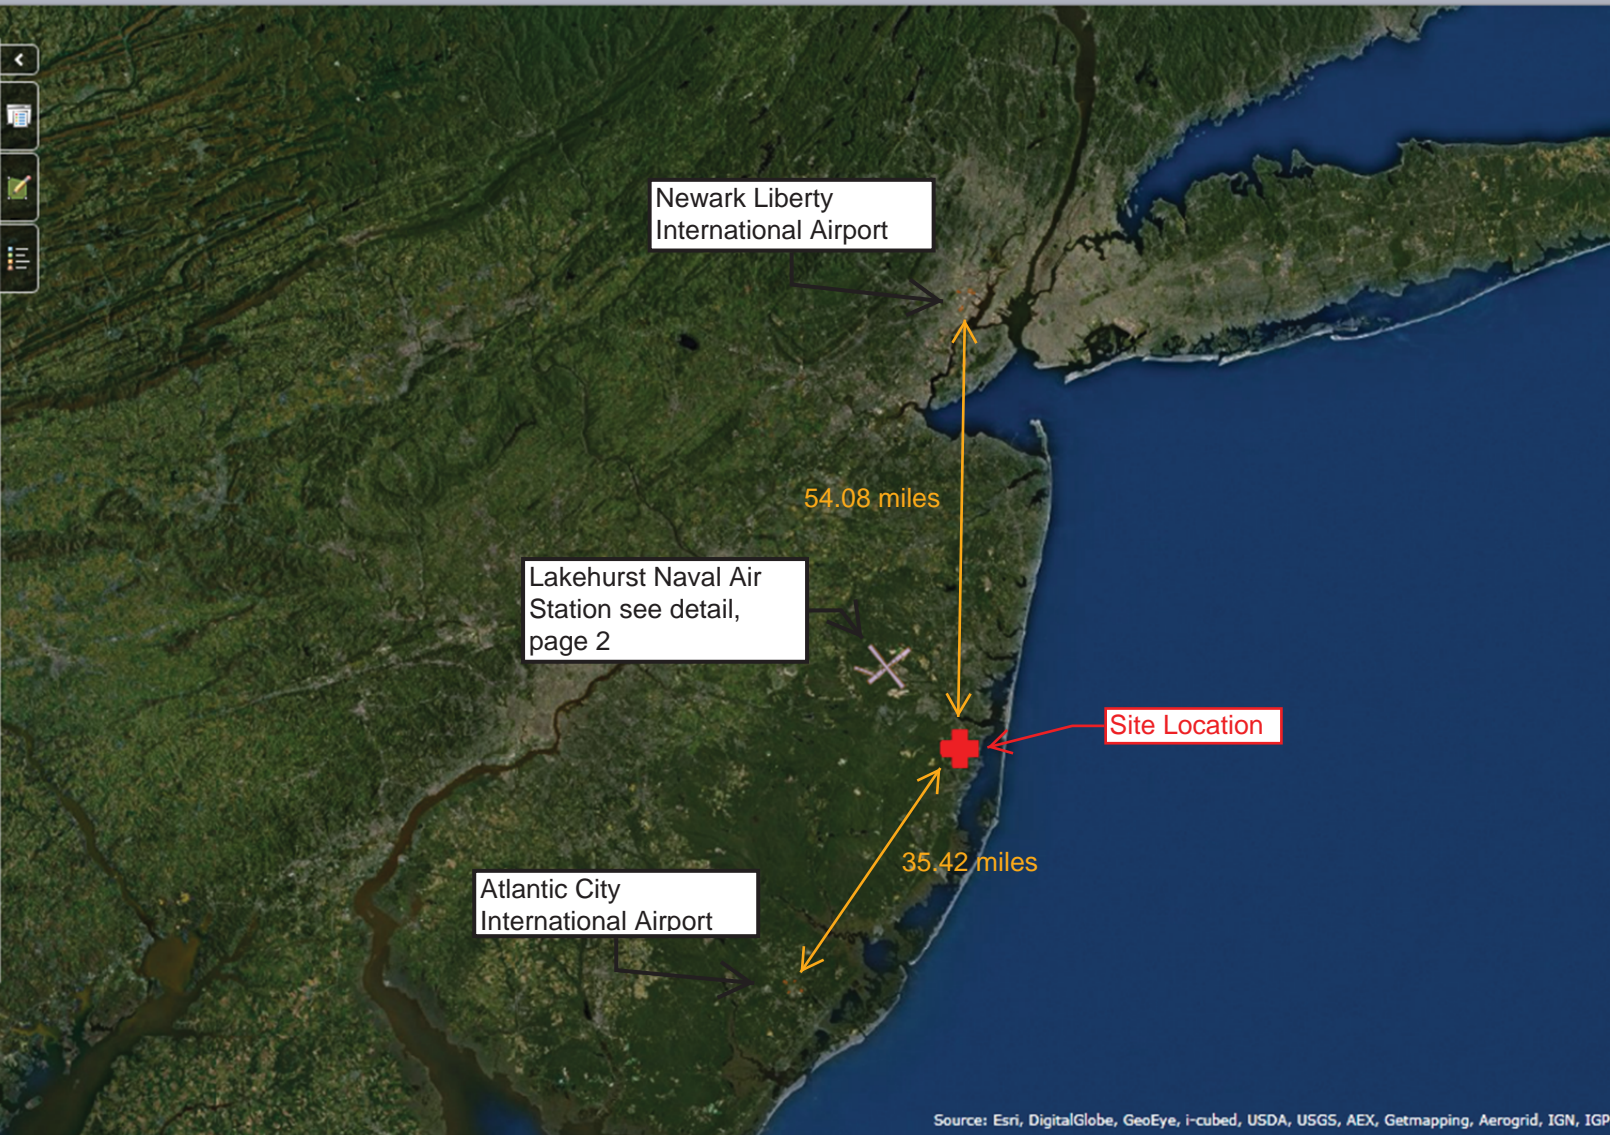 Newark Liberty
International Airport
54.08 miles
Lakehurst Naval Air
Station see detail,
page 2
Site Location
35.42 miles
Atlantic City
International Airport
Source: Esri, DigitalGlobe, GeoEye, i-cubed, USDA, USGS, AEX, Getmapping, Aerogrid, IGN, IGP